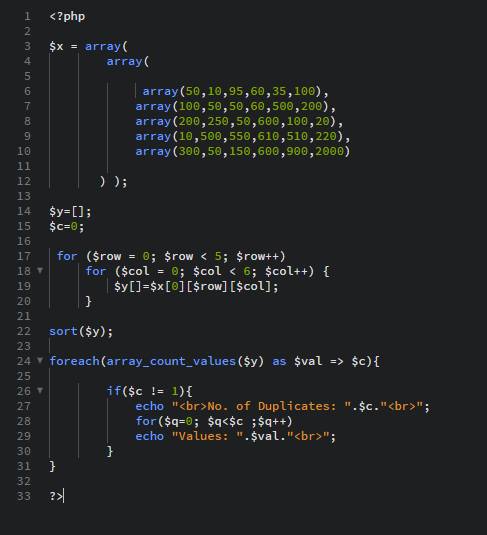 1 <?php
2
3 $x = array(
4 array(
5
6 array(50,10,95,60,35,100),
7 array(100,50,50,60,500,200),
8 array(200,250,50,600,100,20),
9 array(10,500,550,610,510,220),
10 array(300,50,150,600,900,2000)
11
12 ) );
13
14 $y=[];
15 $c=0;
16
17 for ($row = 0; $row < 5; $row++)
18 for ($col = 0; $col < 6; $col++) {
19 $y[]=$x[0][$row][$col];
20 }
21
22 sort($y);
23
24 foreach(array_count_values($y) as $val => $c){
25
26 if($c != 1){
27 echo "<br>No. of Duplicates: ".$c."<br>";
28 for($q=0; $q<$c ;$q++)
29 echo "Values: ".$val."<br>";
30 }
31 }
32
33 ?>